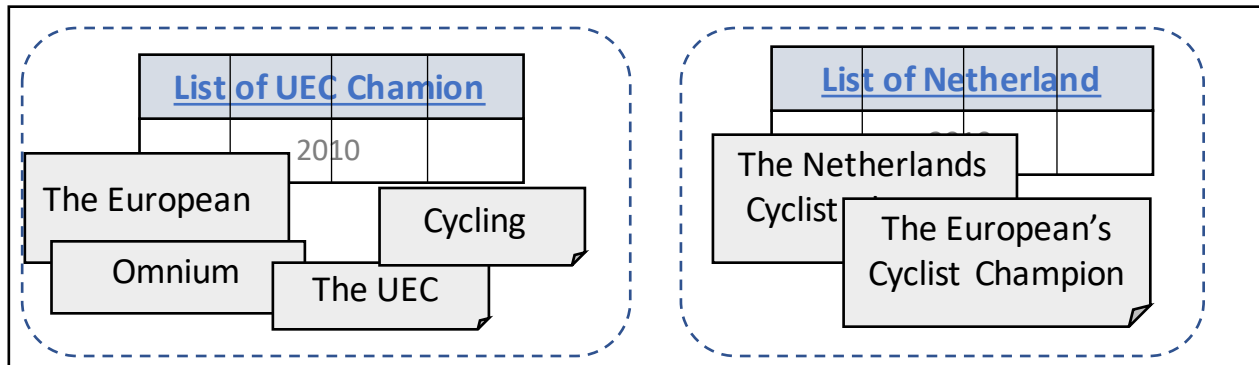 List of UEC Chamion
2010
The European
Omnium
The UEC
Cycling
List of Netherland
The Netherlands
Cyclist
The European's
Cyclist Champion